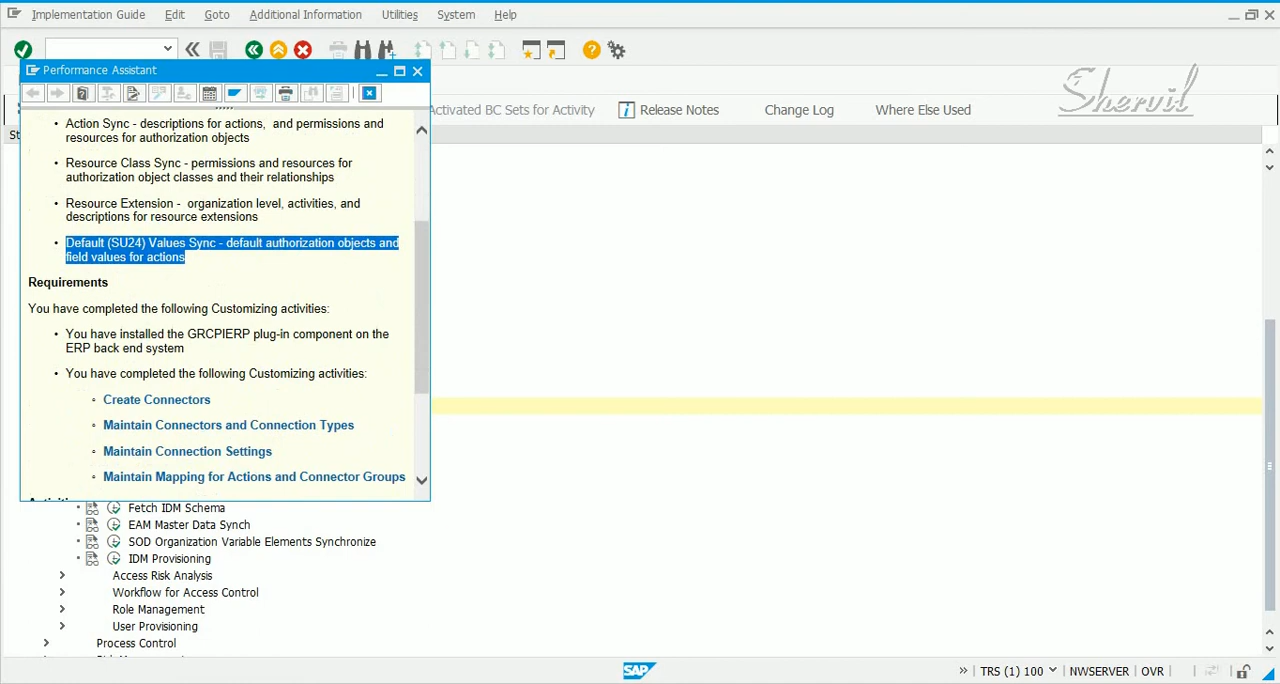 Implementation Guide Edit Goto Additional Information Utilities System Help
Performance Assistant
Shervil
Activated BC Sets for Activity Release Notes Change Log Where Else Used
St
• Action Sync - descriptions for actions, and permissions and
resources for authorization objects
• Resource Class Sync - permissions and resources for
authorization object classes and their relationships
• Resource Extension - organization level, activities, and
descriptions for resource extensions
• Default (SU24) Values Sync - default authorization objects and
field values for actions
Requirements
You have completed the following Customizing activities:
• You have installed the GRCPIERP plug-in component on the
ERP back end system
• You have completed the following Customizing activities:
Create Connectors
Maintain Connectors and Connection Types
Maintain Connection Settings
Maintain Mapping for Actions and Connector Groups
Fetch IDM Schema
EAM Master Data Synch
SOD Organization Variable Elements Synchronize
IDM Provisioning
Access Risk Analysis
Workflow for Access Control
Role Management
User Provisioning
Process Control
SAP TRS (1) 100 NWSERVER OVR